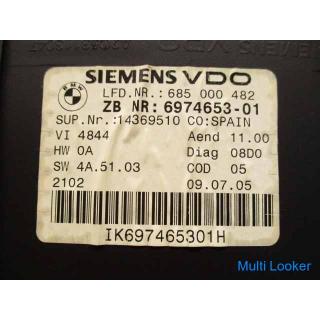 BMW
SIEMENS VDO
LFD.NR.: 685 000 482
ZB NR: 6974653-01
SUP.Nr.:14369510 CO:SPAIN
VI 4844 Aend 11.00
HW 0A Diag 08D0
SW 4A.51.03 COD 05
2102 09.07.05
IK697465301H
Multi Looker